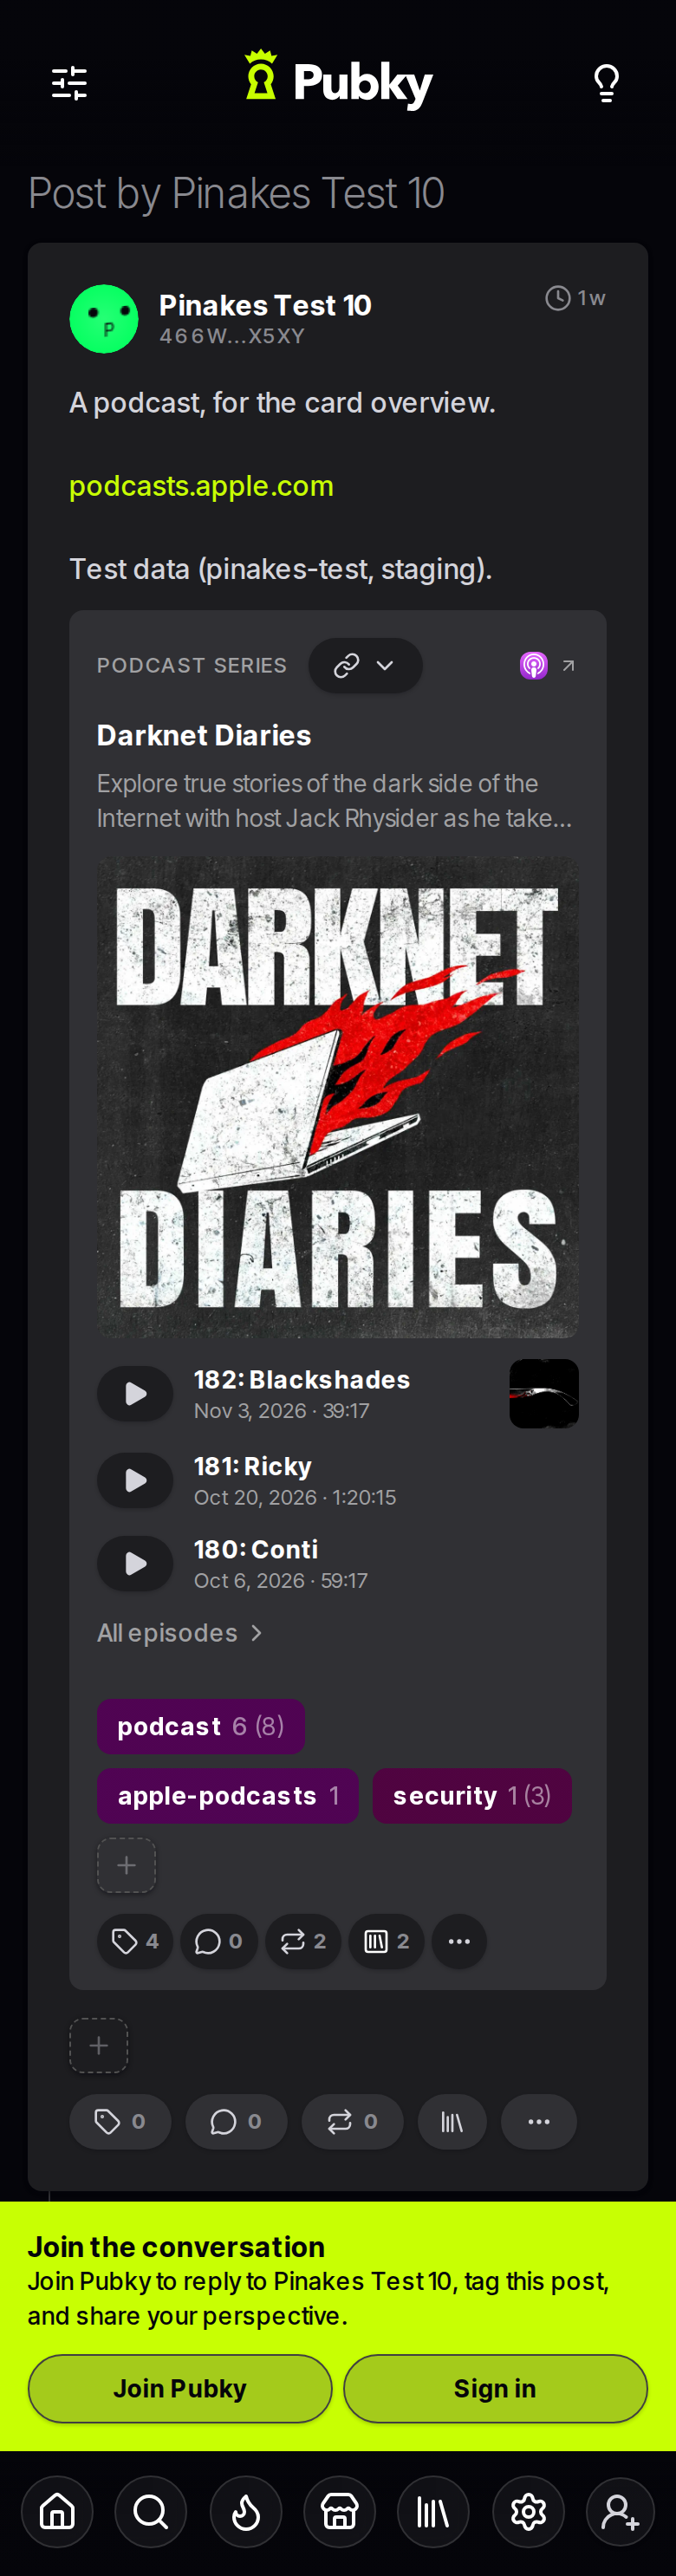 Pubky
Post by Pinakes Test 10
Pinakes Test 10
466W...X5XY
1w
A podcast, for the card overview.
podcasts.apple.com
Test data (pinakes-test, staging).
PODCAST SERIES
Darknet Diaries
Explore true stories of the dark side of the
Internet with host Jack Rhysider as he take...
DARKNET
DIARIES
182: Blackshades
Nov 3, 2026 · 39:17
181: Ricky
Oct 20, 2026 · 1:20:15
180: Conti
Oct 6, 2026 · 59:17
All episodes
podcast 6 (8)
apple-podcasts 1
security 1 (3)
4 0 2 2
0 0 0
Join the conversation
Join Pubky to reply to Pinakes Test 10, tag this post,
and share your perspective.
Join Pubky
Sign in